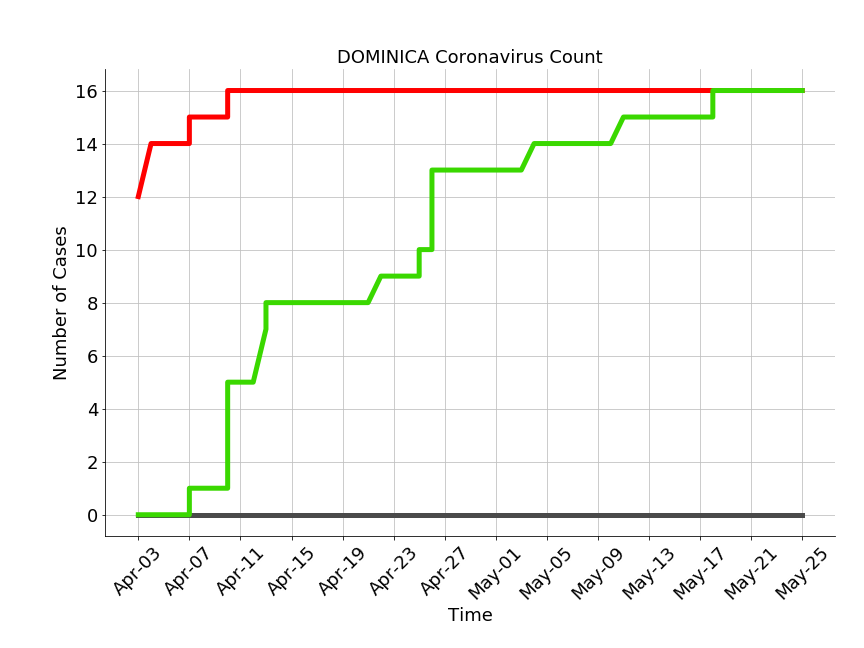 DOMINICA Coronavirus Count
16
14
12
10
8
6
4
2
0
Number of Cases
Apr-03
Apr-07
Apr-11
Apr-15
Apr-19
Apr-23
Apr-27
May-01
May-05
May-09
May-13
May-17
May-21
May-25
Time